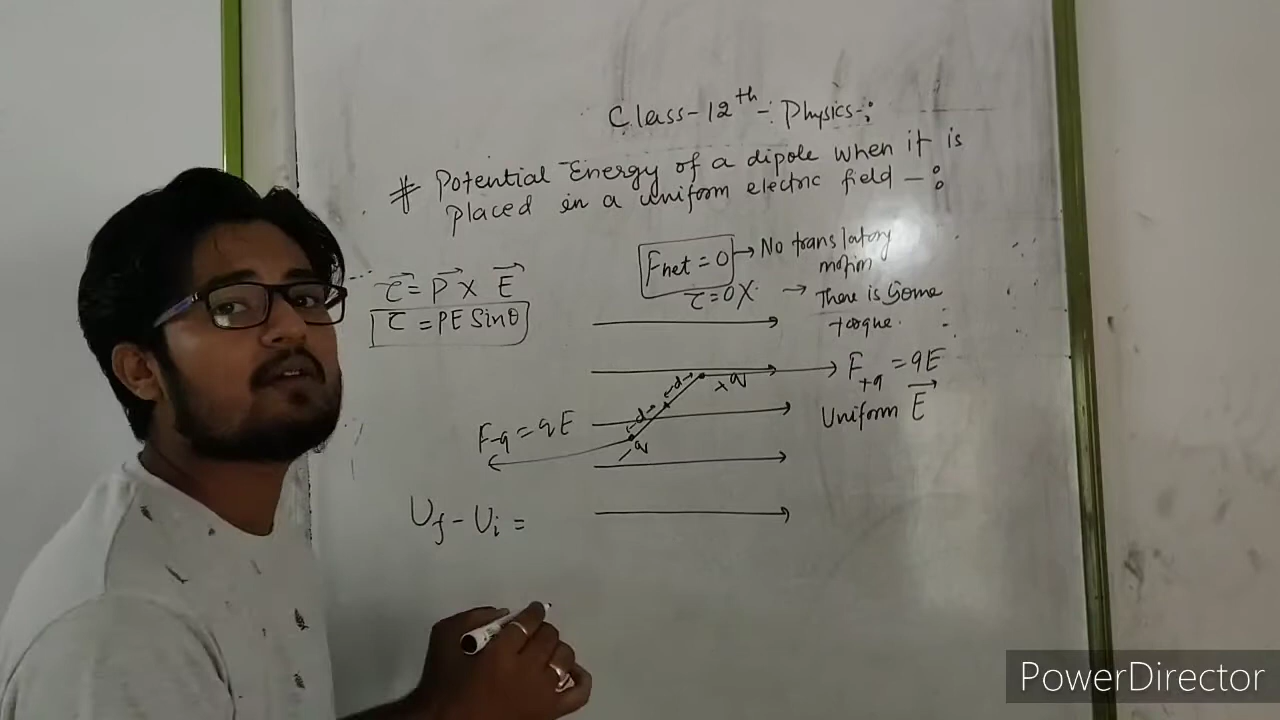 Class-12th-: Physics-:
# Potential Energy of a dipole when it is
placed in a uniform electric field -:
Fnet = 0 → No translatory
motion
τ = 0 X → There is some
torque.
τ⃗ = P⃗ X E⃗
τ = PE Sinθ
F+q = qE
Uniform E⃗
d
+q
d
-q
F-q = qE
Uf - Ui =
PowerDirector